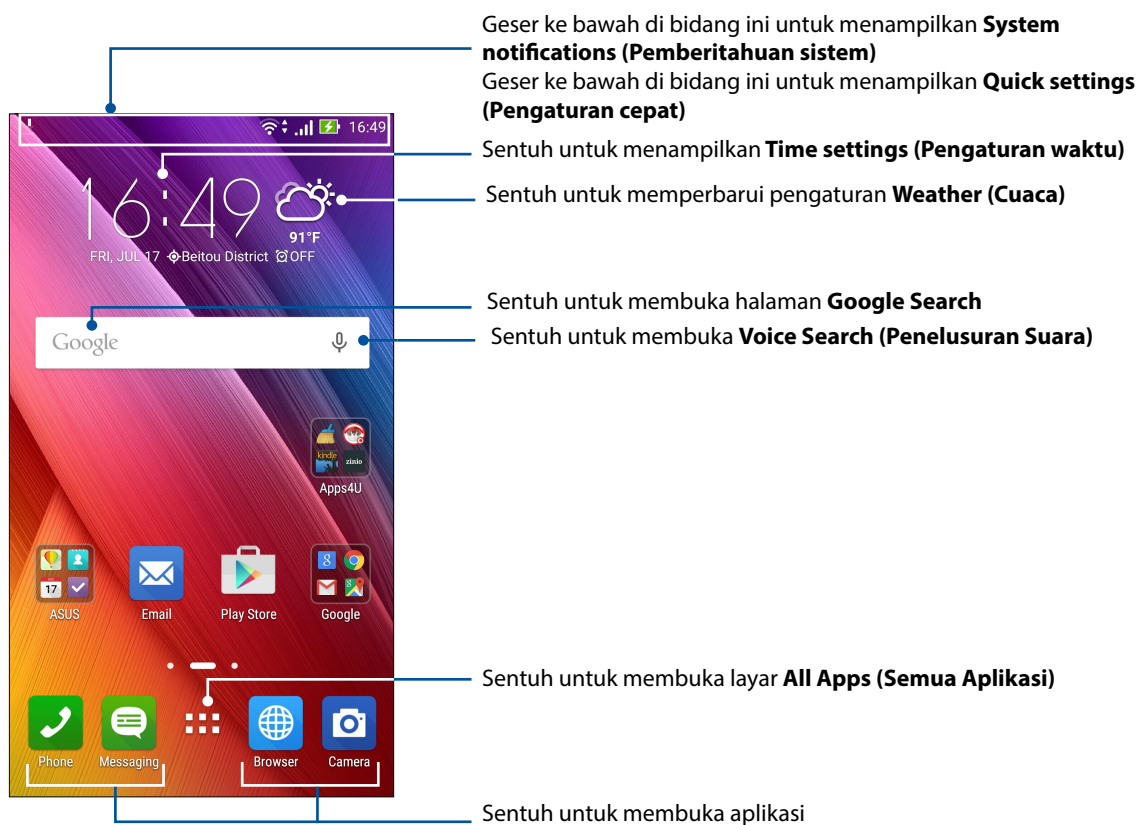 Geser ke bawah di bidang ini untuk menampilkan System
notifications (Pemberitahuan sistem)
Geser ke bawah di bidang ini untuk menampilkan Quick settings
(Pengaturan cepat)
16:49
Sentuh untuk menampilkan Time settings (Pengaturan waktu)
16:49
Sentuh untuk memperbarui pengaturan Weather (Cuaca)
91°F
FRI, JUL 17 Beitou District OFF
Sentuh untuk membuka halaman Google Search
Google
Sentuh untuk membuka Voice Search (Penelusuran Suara)
kindle
zinio
Apps4U
8
17
8
ASUS
Email
Play Store
Google
Sentuh untuk membuka layar All Apps (Semua Aplikasi)
Phone
Messaging
Browser
Camera
Sentuh untuk membuka aplikasi